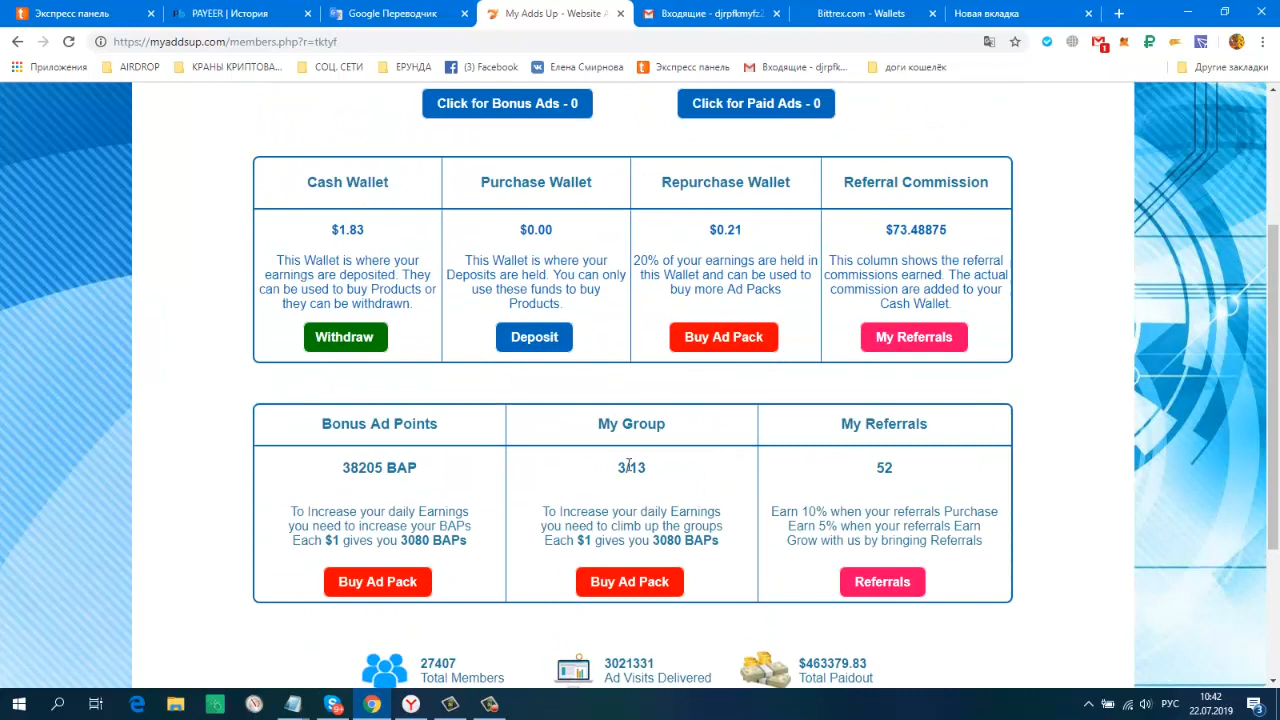 Экспресс панель
PAYEER | История
Google Переводчик
My Adds Up - Website A
Входящие - djrpfkmyfz
Bittrex.com - Wallets
Новая вкладка
https://myaddsup.com/members.php?r=tktyf
1
Приложения
AIRDROP
КРАНЫ КРИПТОВА...
СОЦ. СЕТИ
ЕРУНДА
(3) Facebook
Елена Смирнова
Экспресс панель
Входящие - djrpfk...
доги кошелёк
Другие закладки
Click for Bonus Ads - 0
Click for Paid Ads - 0
Cash Wallet
Purchase Wallet
Repurchase Wallet
Referral Commission
$1.83
$0.00
$0.21
$73.48875
This Wallet is where your
earnings are deposited. They
can be used to buy Products or
they can be withdrawn.
This Wallet is where your
Deposits are held. You can only
use these funds to buy
Products.
20% of your earnings are held in
this Wallet and can be used to
buy more Ad Packs
This column shows the referral
commissions earned. The actual
commission are added to your
Cash Wallet.
Withdraw
Deposit
Buy Ad Pack
My Referrals
Bonus Ad Points
My Group
My Referrals
38205 BAP
3/13
52
To Increase your daily Earnings
you need to increase your BAPs
Each $1 gives you 3080 BAPs
To Increase your daily Earnings
you need to climb up the groups
Each $1 gives you 3080 BAPs
Earn 10% when your referrals Purchase
Earn 5% when your referrals Earn
Grow with us by bringing Referrals
Buy Ad Pack
Buy Ad Pack
Referrals
27407
Total Members
3021331
Ad Visits Delivered
$463379.83
Total Paidout
РУС
10:42
22.07.2019
3